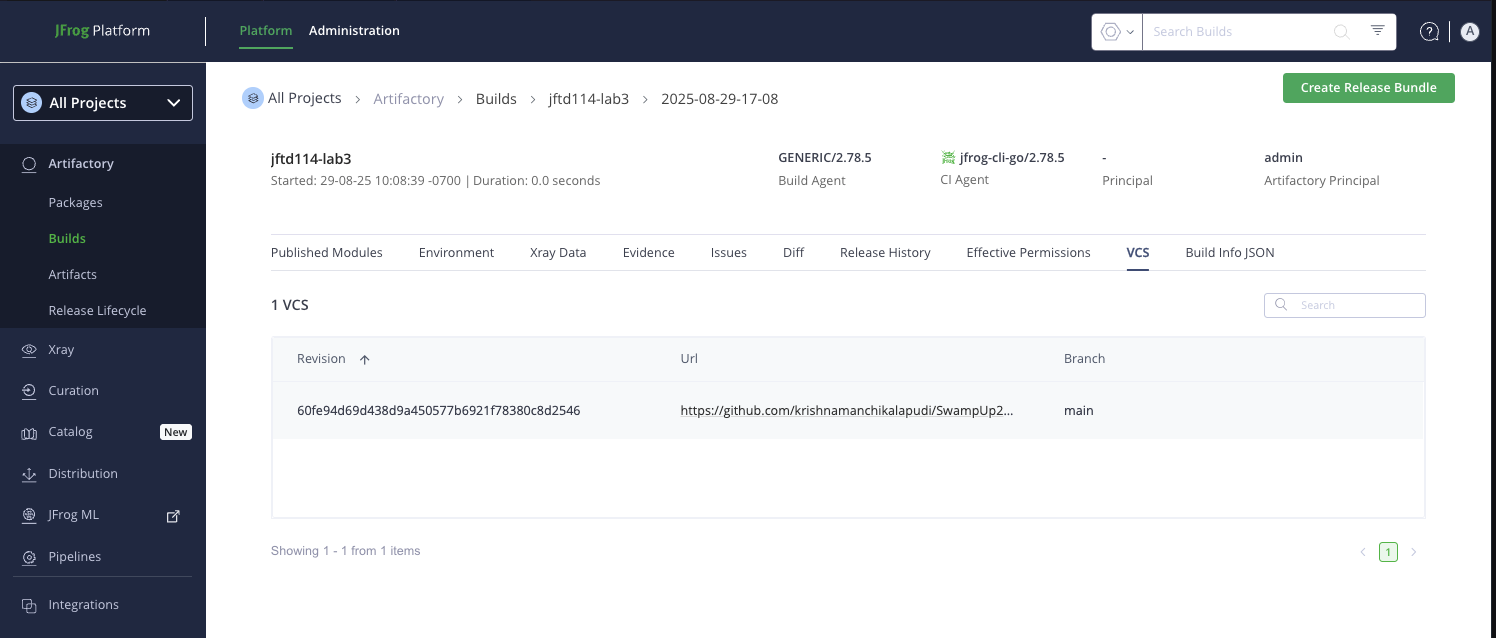 JFrog Platform
Platform Administration
Search Builds
A
All Projects
Artifactory
Packages
Builds
Artifacts
Release Lifecycle
Xray
Curation
Catalog New
Distribution
JFrog ML
Pipelines
Integrations
All Projects > Artifactory > Builds > jftd114-lab3 > 2025-08-29-17-08
Create Release Bundle
jftd114-lab3
Started: 29-08-25 10:08:39 -0700 | Duration: 0.0 seconds
GENERIC/2.78.5
Build Agent
jfrog-cli-go/2.78.5
CI Agent
-
Principal
admin
Artifactory Principal
Published Modules Environment Xray Data Evidence Issues Diff Release History Effective Permissions VCS Build Info JSON
1 VCS
Search
Revision Url Branch
60fe94d69d438d9a450577b6921f78380c8d2546 https://github.com/krishnamanchikalapudi/SwampUp2... main
Showing 1 - 1 from 1 items
< 1 >